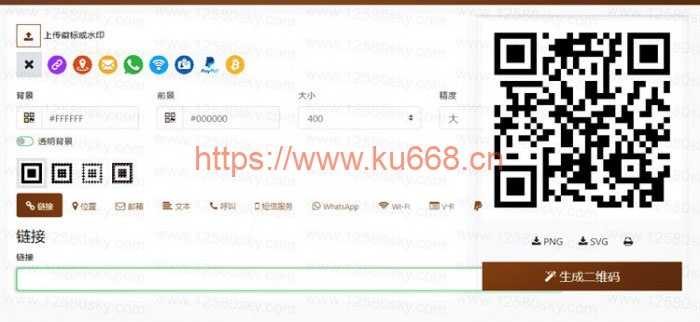 上传徽标或水印
PayPal
背景 前景 大小 精度
#FFFFFF #000000 400 大
透明背景
https://www.ku668.cn
链接 位置 邮箱 文本 呼叫 短信服务 WhatsApp Wi-Fi V卡
PNG SVG
链接
链接
生成二维码
www.12580sky.com